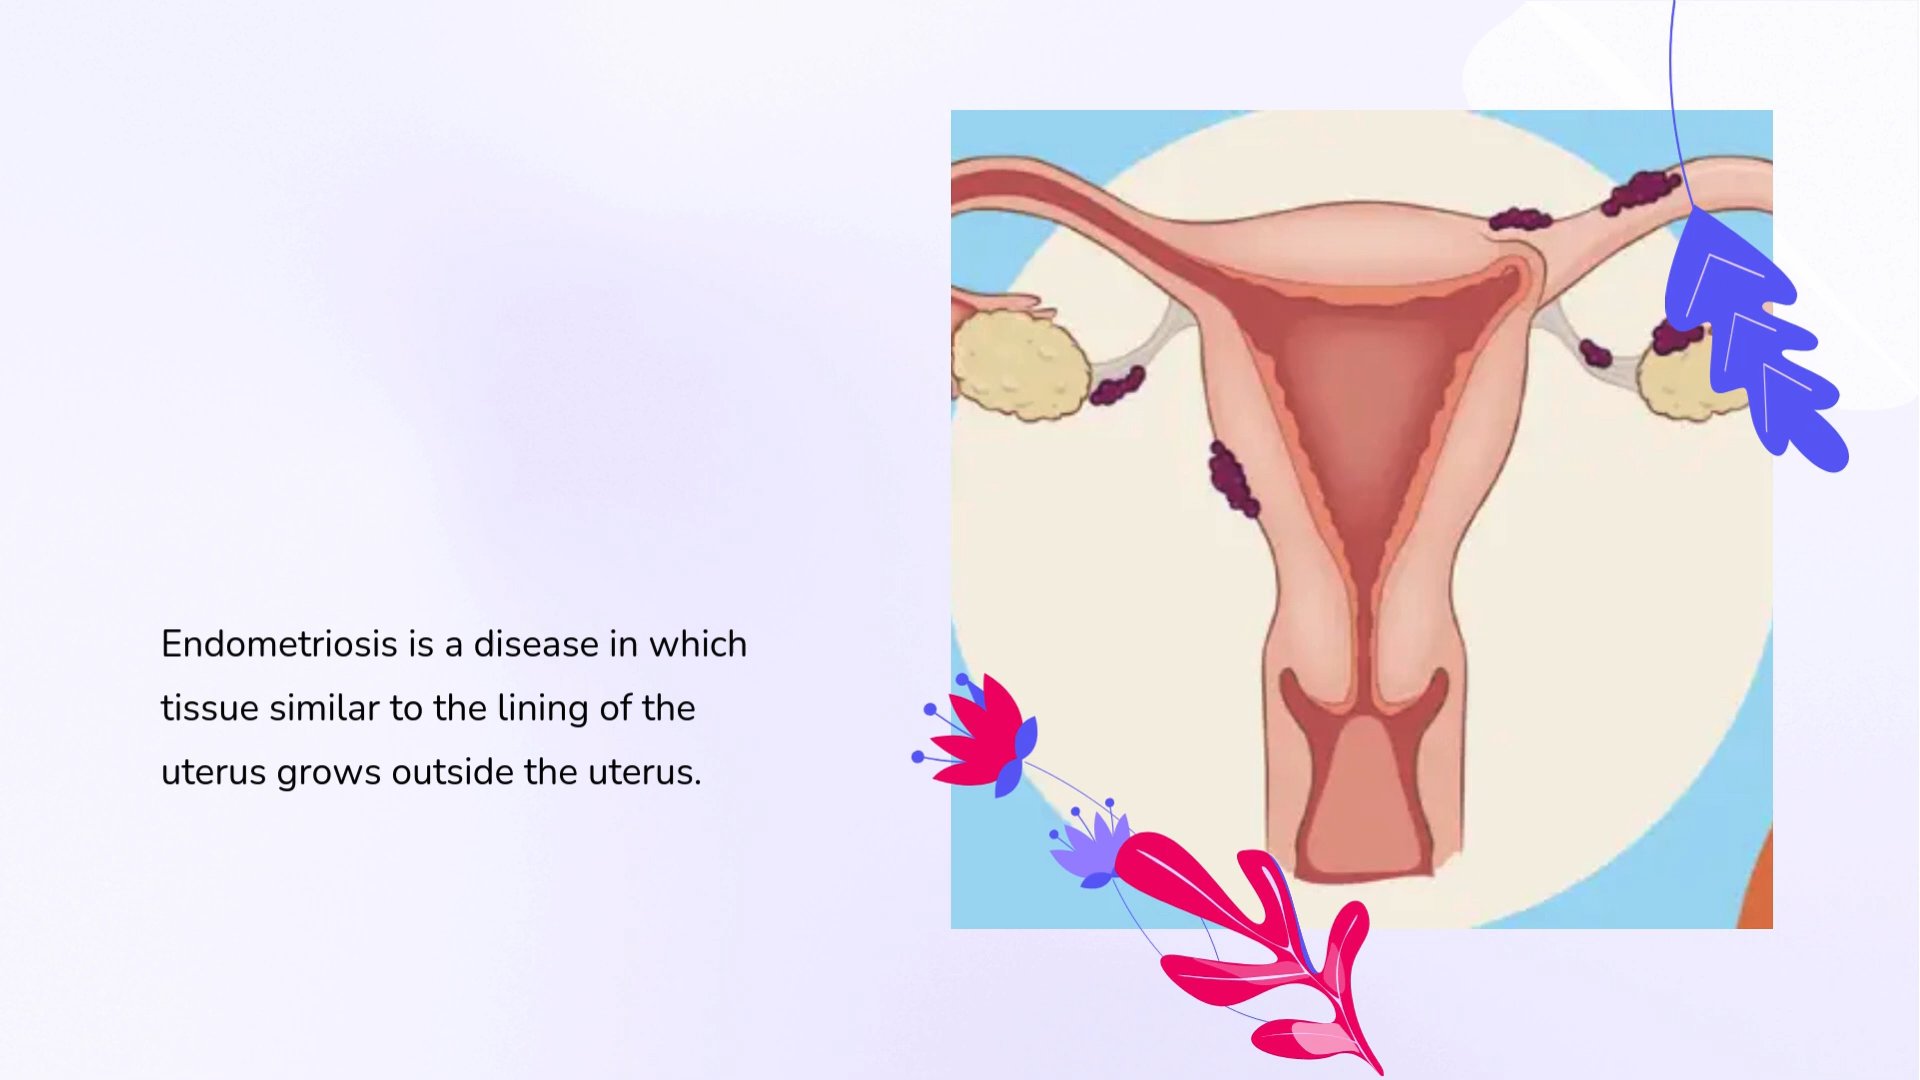 Endometriosis is a disease in which
tissue similar to the lining of the
uterus grows outside the uterus.